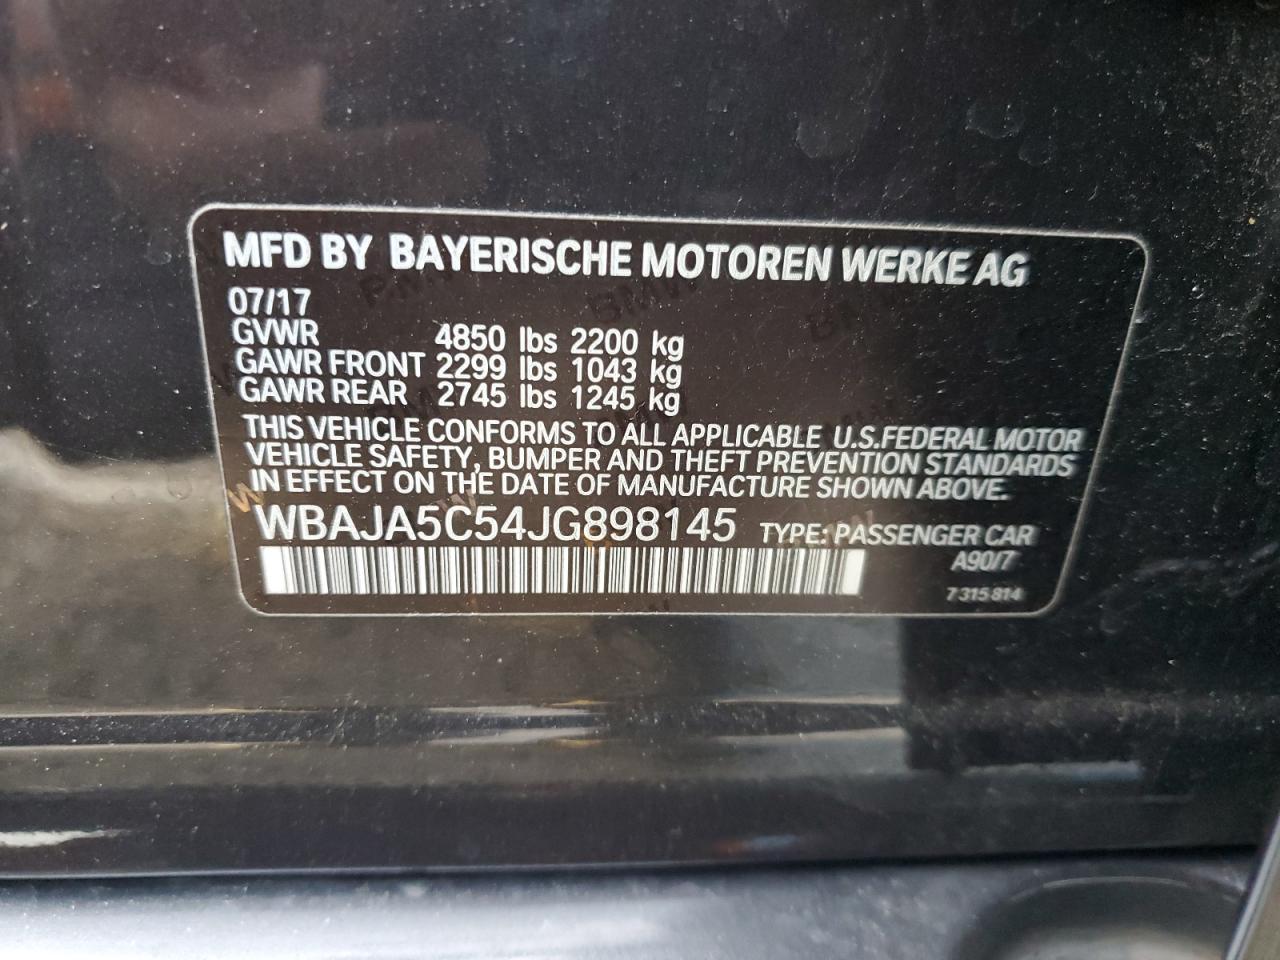 MFD BY BAYERISCHE MOTOREN WERKE AG
07/17
GVWR 4850 lbs 2200 kg
GAWR FRONT 2299 lbs 1043 kg
GAWR REAR 2745 lbs 1245 kg
THIS VEHICLE CONFORMS TO ALL APPLICABLE U.S.FEDERAL MOTOR
VEHICLE SAFETY, BUMPER AND THEFT PREVENTION STANDARDS
IN EFFECT ON THE DATE OF MANUFACTURE SHOWN ABOVE.
WBAJA5C54JG898145 TYPE: PASSENGER CAR
A90/7
7 315 814